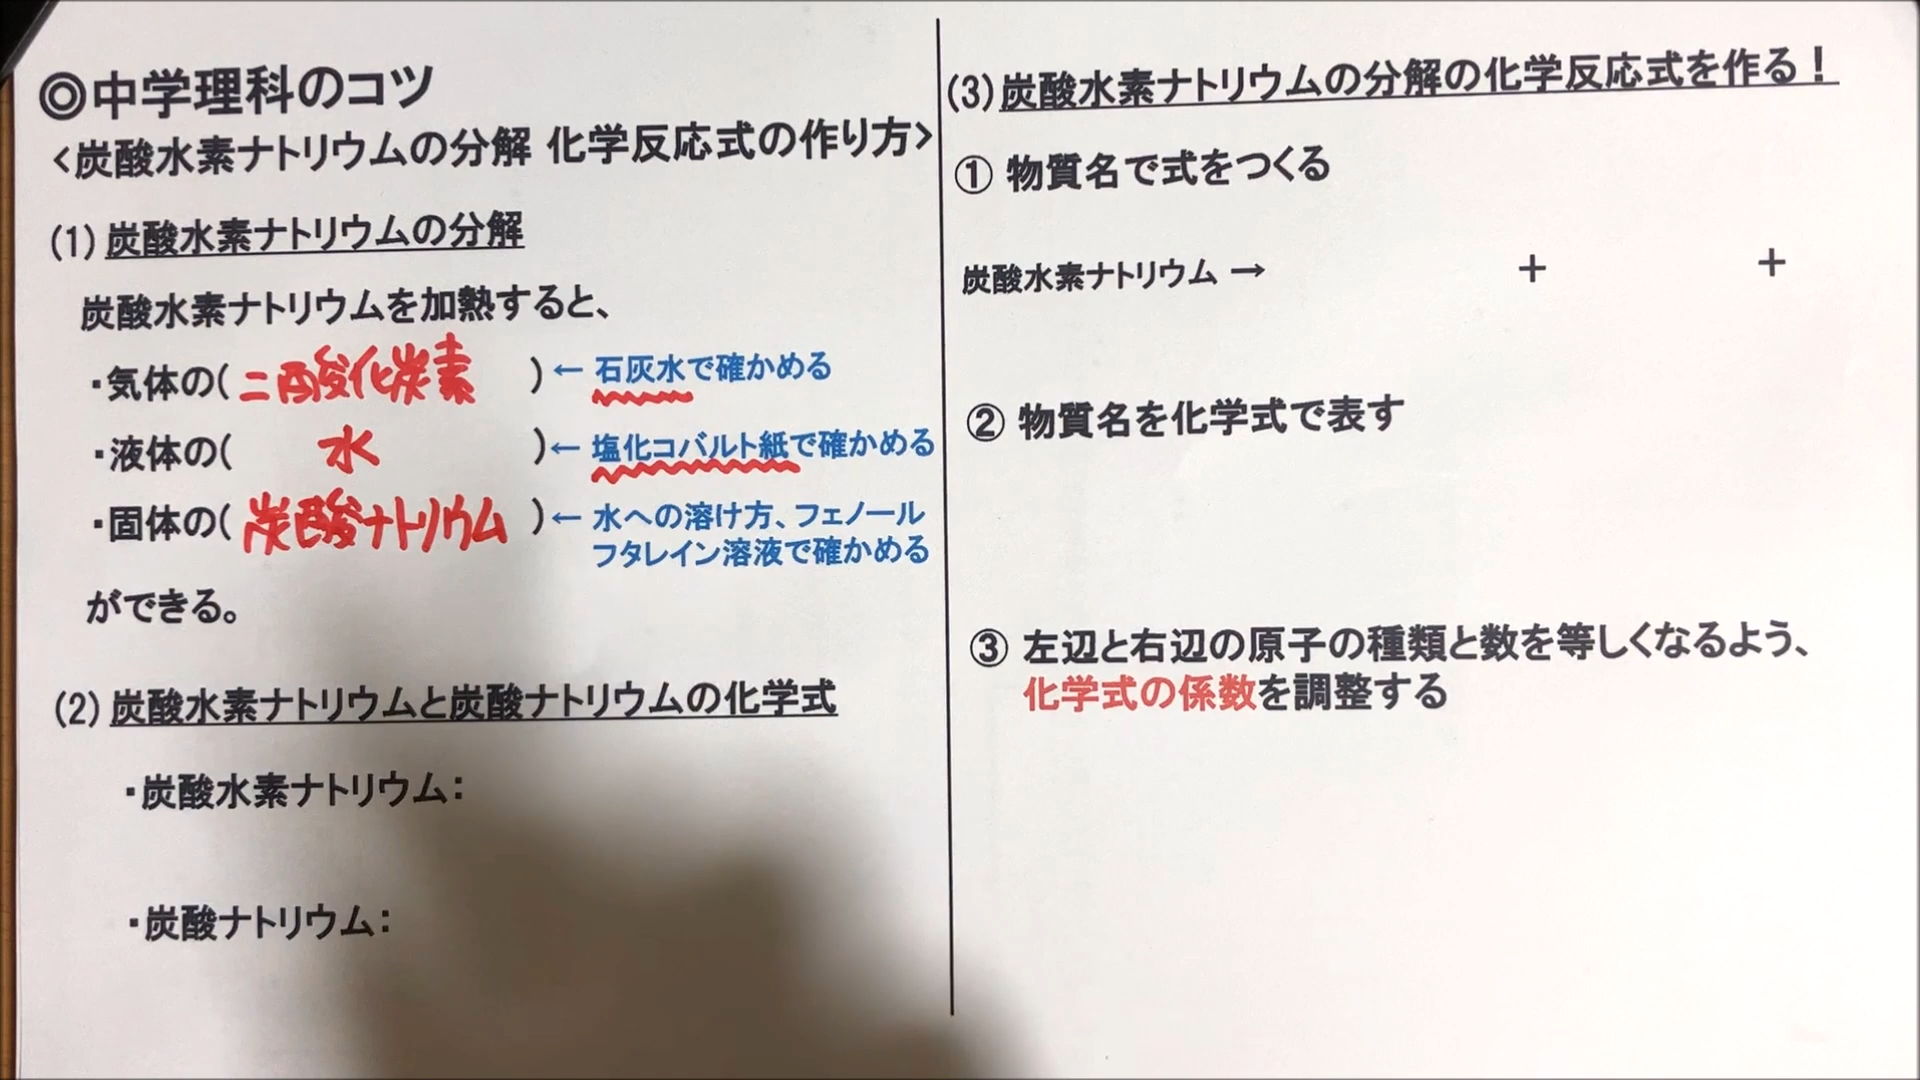 ◎中学理科のコツ
<炭酸水素ナトリウムの分解 化学反応式の作り方>
(1) 炭酸水素ナトリウムの分解
炭酸水素ナトリウムを加熱すると、
・気体の( 二酸化炭素 ) ← 石灰水で確かめる
・液体の( 水 ) ← 塩化コバルト紙で確かめる
・固体の( 炭酸ナトリウム ) ← 水への溶け方、フェノール
フタレイン溶液で確かめる
ができる。
(2) 炭酸水素ナトリウムと炭酸ナトリウムの化学式
・炭酸水素ナトリウム：
・炭酸ナトリウム：
(3) 炭酸水素ナトリウムの分解の化学反応式を作る！
① 物質名で式をつくる
炭酸水素ナトリウム → + +
② 物質名を化学式で表す
③ 左辺と右辺の原子の種類と数を等しくなるよう、
化学式の係数を調整する